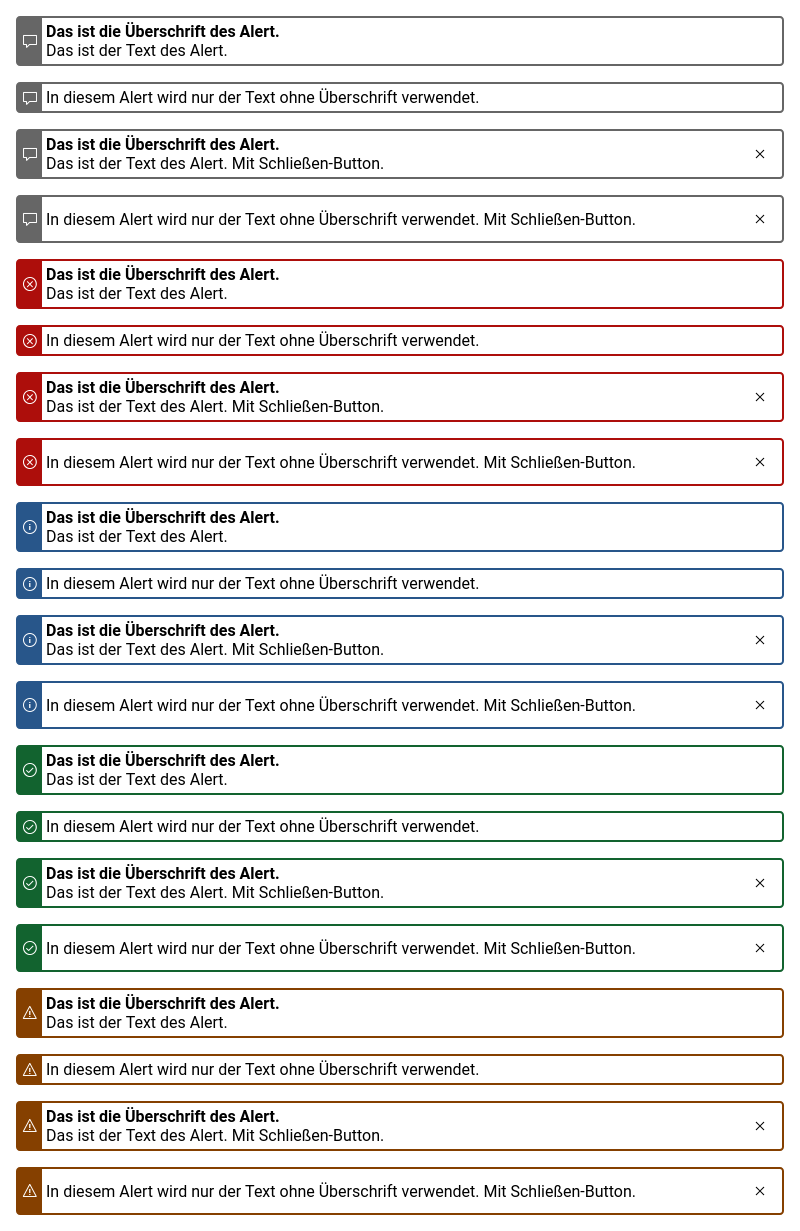 Das ist die Überschrift des Alert.
Das ist der Text des Alert.
In diesem Alert wird nur der Text ohne Überschrift verwendet.
Das ist die Überschrift des Alert.
Das ist der Text des Alert. Mit Schließen-Button.
In diesem Alert wird nur der Text ohne Überschrift verwendet. Mit Schließen-Button.
Das ist die Überschrift des Alert.
Das ist der Text des Alert.
In diesem Alert wird nur der Text ohne Überschrift verwendet.
Das ist die Überschrift des Alert.
Das ist der Text des Alert. Mit Schließen-Button.
In diesem Alert wird nur der Text ohne Überschrift verwendet. Mit Schließen-Button.
Das ist die Überschrift des Alert.
Das ist der Text des Alert.
In diesem Alert wird nur der Text ohne Überschrift verwendet.
Das ist die Überschrift des Alert.
Das ist der Text des Alert. Mit Schließen-Button.
In diesem Alert wird nur der Text ohne Überschrift verwendet. Mit Schließen-Button.
Das ist die Überschrift des Alert.
Das ist der Text des Alert.
In diesem Alert wird nur der Text ohne Überschrift verwendet.
Das ist die Überschrift des Alert.
Das ist der Text des Alert. Mit Schließen-Button.
In diesem Alert wird nur der Text ohne Überschrift verwendet. Mit Schließen-Button.
Das ist die Überschrift des Alert.
Das ist der Text des Alert.
In diesem Alert wird nur der Text ohne Überschrift verwendet.
Das ist die Überschrift des Alert.
Das ist der Text des Alert. Mit Schließen-Button.
In diesem Alert wird nur der Text ohne Überschrift verwendet. Mit Schließen-Button.